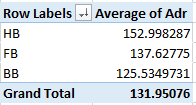 Row Labels Average of Adr
HB 152.998287
FB 137.62775
BB 125.5349731
Grand Total 131.95076